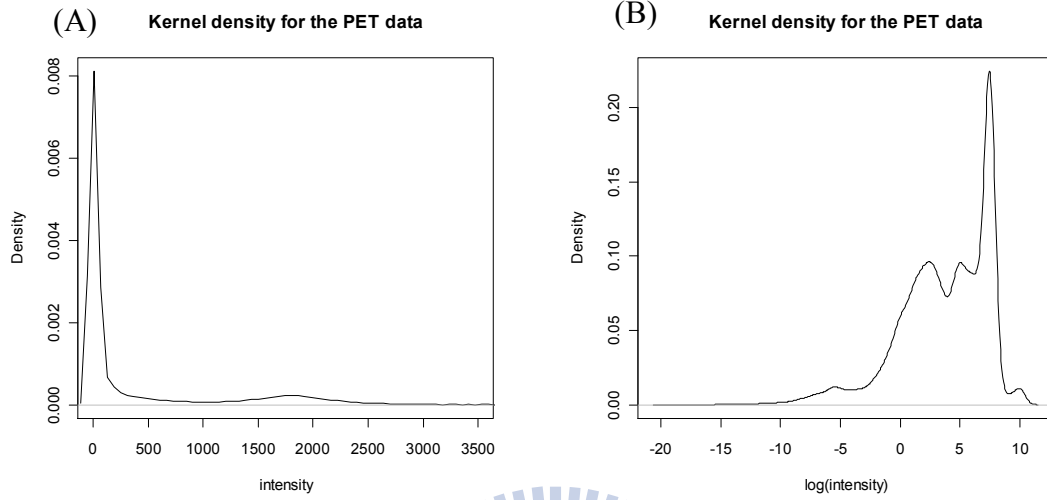 (A)
Kernel density for the PET data
Density
0.008
0.006
0.004
0.002
0.000
0 500 1000 1500 2000 2500 3000 3500
intensity
(B)
Kernel density for the PET data
Density
0.20
0.15
0.10
0.05
0.00
-20 -15 -10 -5 0 5 10
log(intensity)